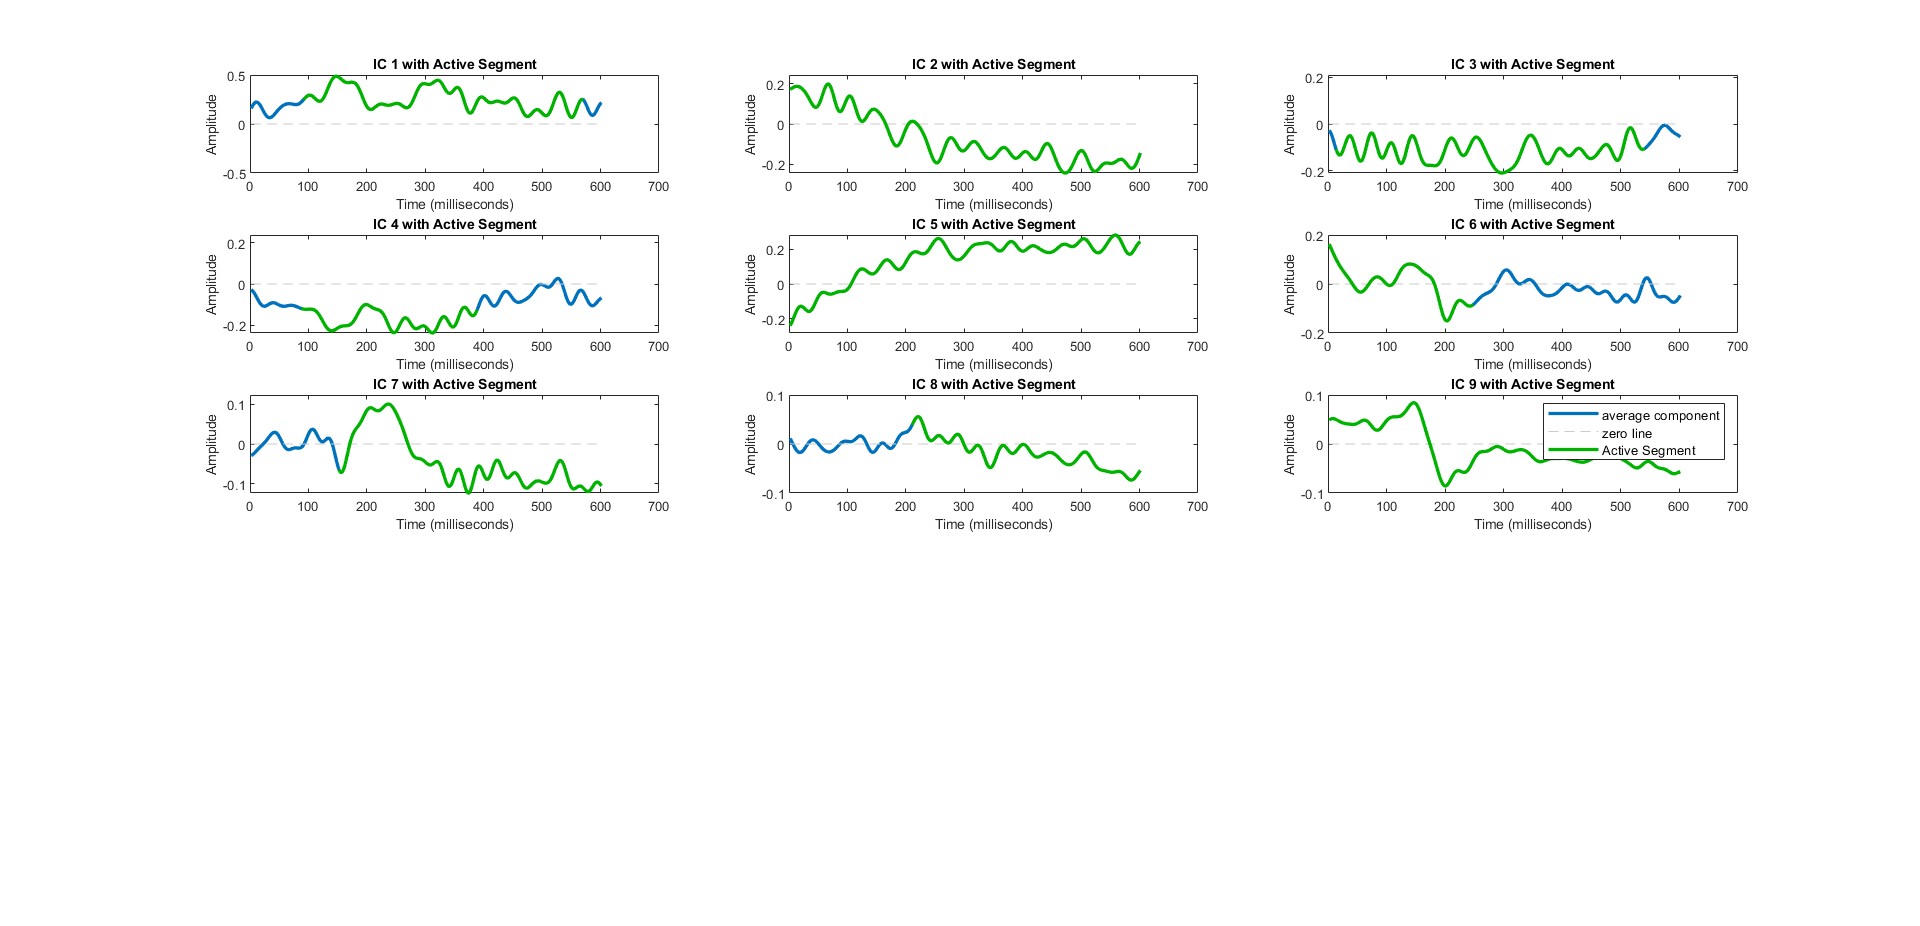 IC 1 with Active Segment
IC 2 with Active Segment
IC 3 with Active Segment
0.5
0
-0.5
Amplitude
0 100 200 300 400 500 600 700
Time (milliseconds)
0.2
0
-0.2
Amplitude
0 100 200 300 400 500 600 700
Time (milliseconds)
0.2
0
-0.2
Amplitude
0 100 200 300 400 500 600 700
Time (milliseconds)
IC 4 with Active Segment
IC 5 with Active Segment
IC 6 with Active Segment
0.2
0
-0.2
Amplitude
0 100 200 300 400 500 600 700
Time (milliseconds)
0.2
0
-0.2
Amplitude
0 100 200 300 400 500 600 700
Time (milliseconds)
0.2
0
-0.2
Amplitude
0 100 200 300 400 500 600 700
Time (milliseconds)
IC 7 with Active Segment
IC 8 with Active Segment
IC 9 with Active Segment
0.1
0
-0.1
Amplitude
0 100 200 300 400 500 600 700
Time (milliseconds)
0.1
0
-0.1
Amplitude
0 100 200 300 400 500 600 700
Time (milliseconds)
0.1
0
-0.1
Amplitude
average component
zero line
Active Segment
0 100 200 300 400 500 600 700
Time (milliseconds)